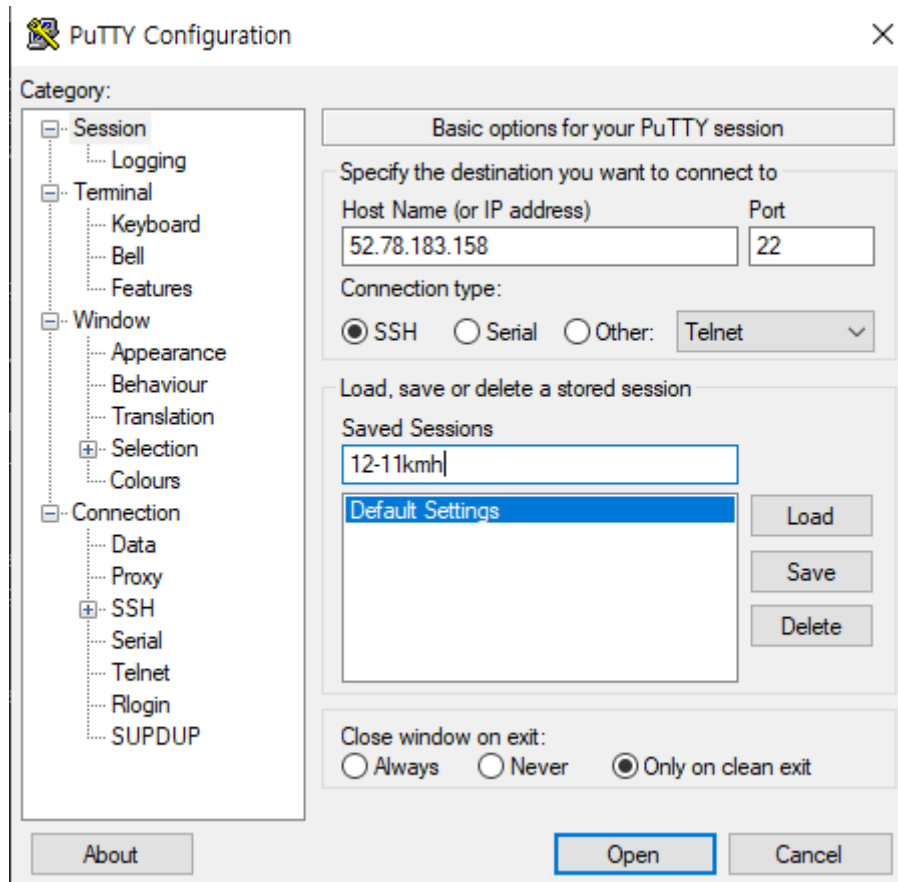 PuTTY Configuration
Category:
Session
Logging
Terminal
Keyboard
Bell
Features
Window
Appearance
Behaviour
Translation
Selection
Colours
Connection
Data
Proxy
SSH
Serial
Telnet
Rlogin
SUPDUP
Basic options for your PuTTY session
Specify the destination you want to connect to
Host Name (or IP address) Port
52.78.183.158 22
Connection type:
SSH Serial Other: Telnet
Load, save or delete a stored session
Saved Sessions
12-11kmh
Default Settings
Load
Save
Delete
Close window on exit:
Always Never Only on clean exit
About Open Cancel